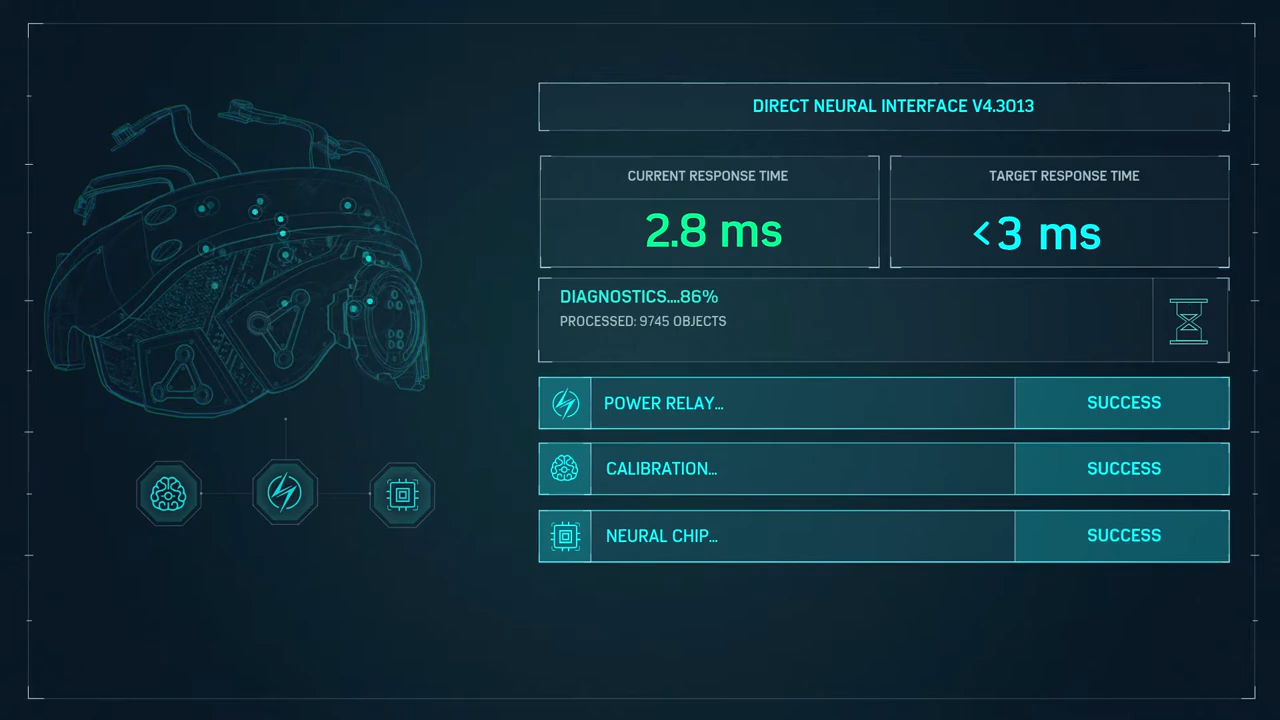 DIRECT NEURAL INTERFACE V4.3013
CURRENT RESPONSE TIME
2.8 ms
TARGET RESPONSE TIME
<3 ms
DIAGNOSTICS....86%
PROCESSED: 9745 OBJECTS
POWER RELAY...
SUCCESS
CALIBRATION...
SUCCESS
NEURAL CHIP...
SUCCESS